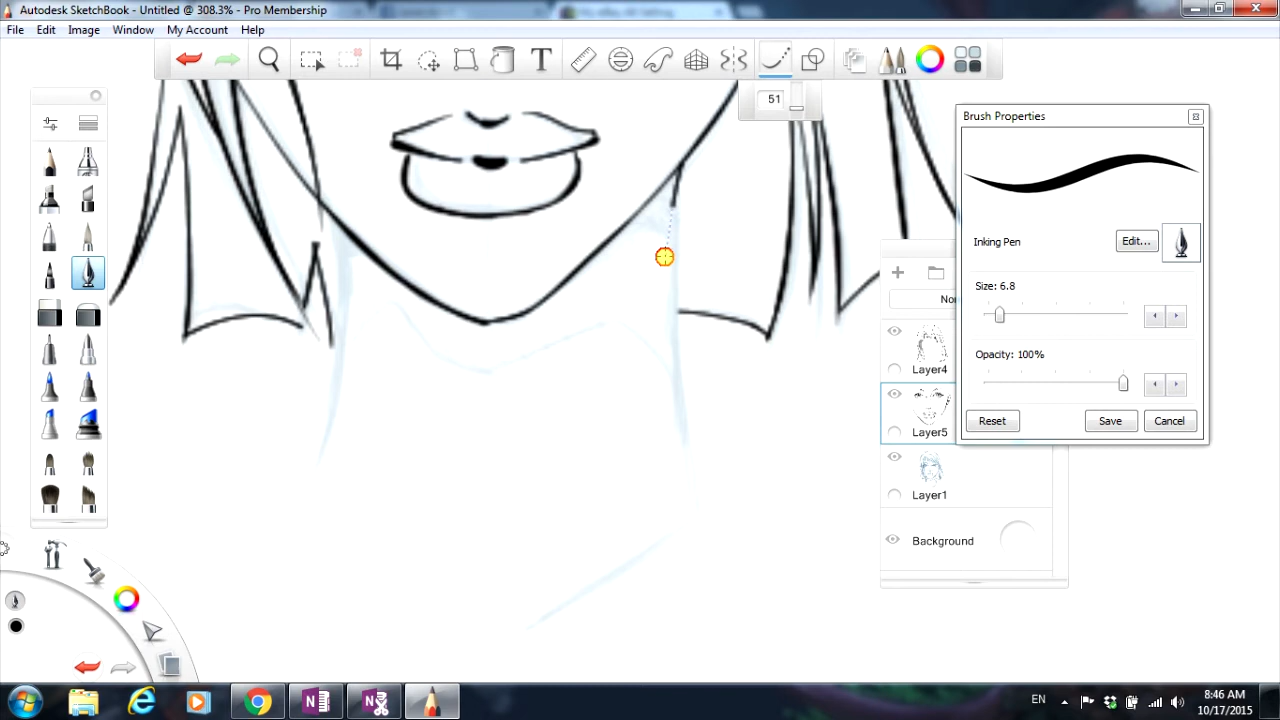 Autodesk SketchBook - Untitled @ 308.3% - Pro Membership
File Edit Image Window My Account Help
T
51
Brush Properties
Inking Pen
Edit...
Size: 6.8
Opacity: 100%
Reset Save Cancel
Layer4
Layer5
Layer1
Background
EN
8:46 AM
10/17/2015